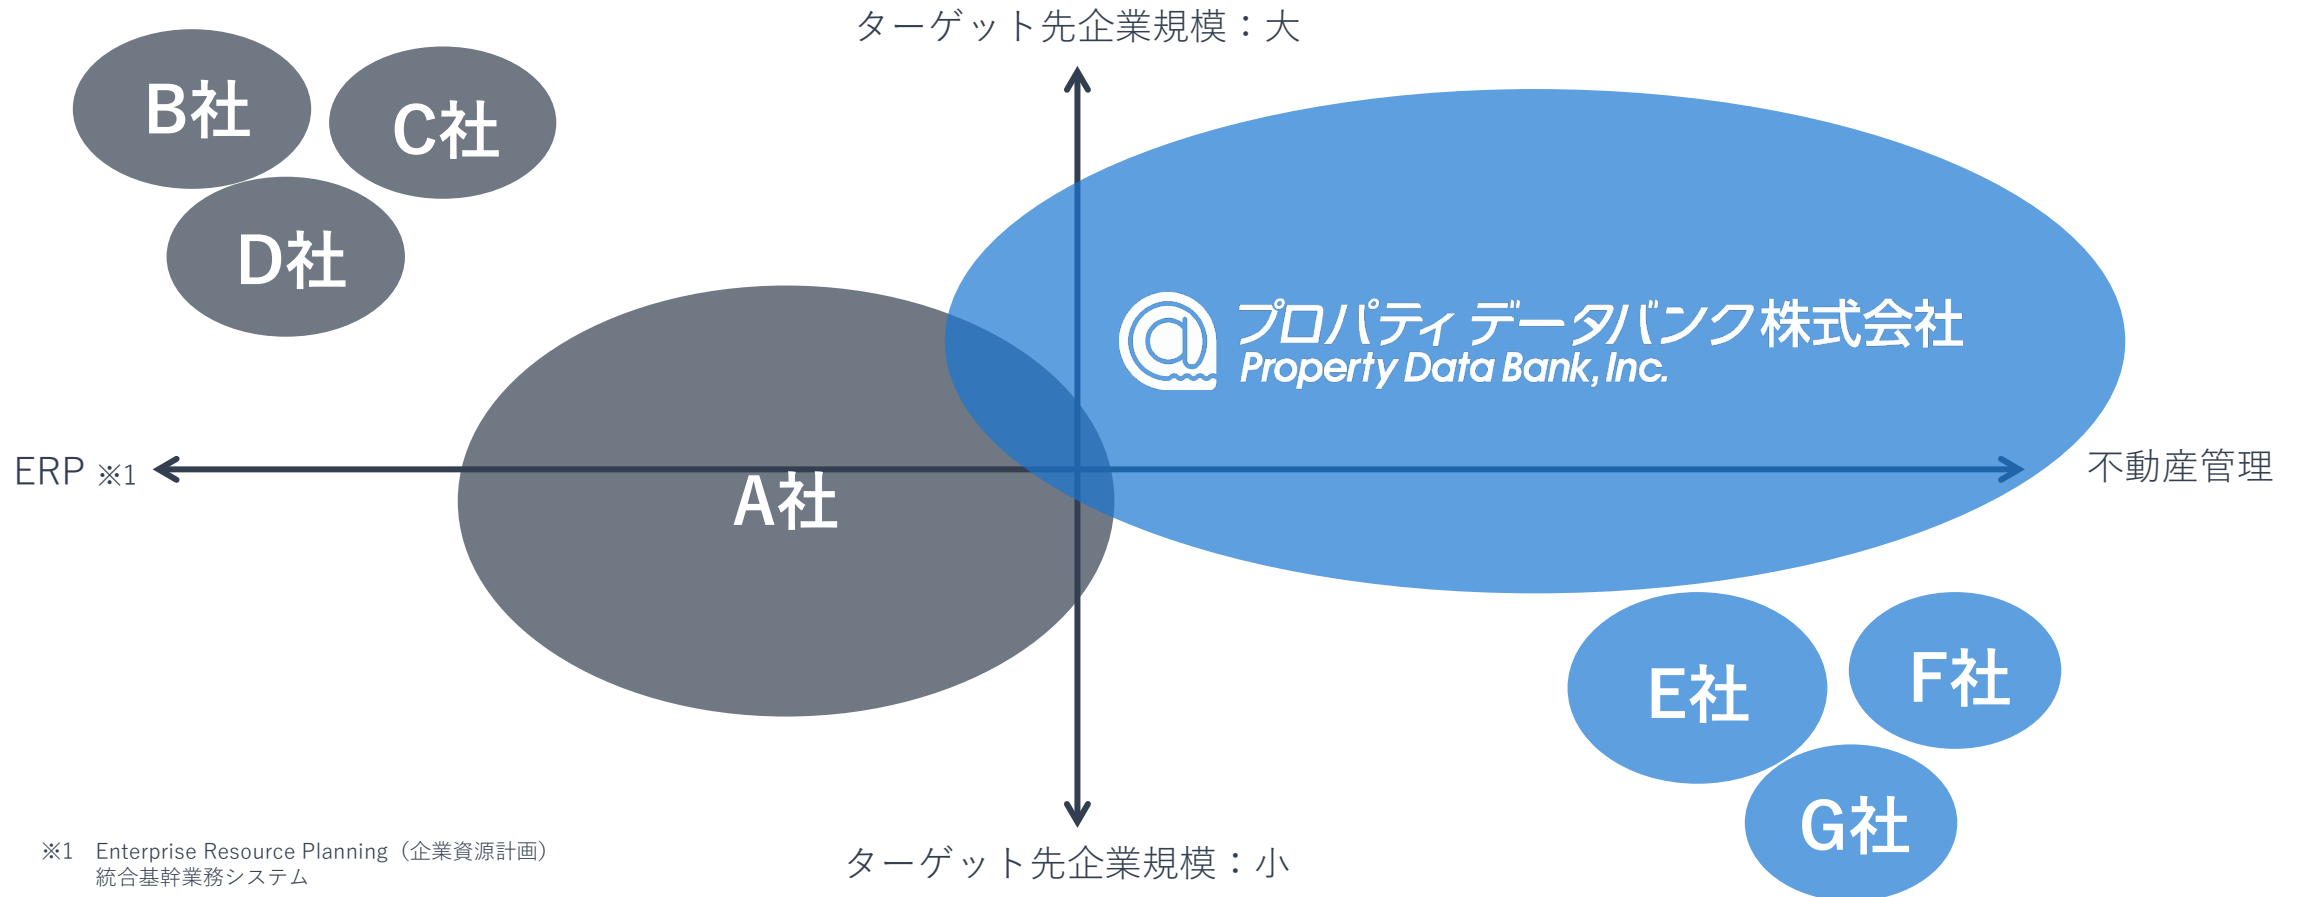 ターゲット先企業規模：大
B社
C社
D社
プロパティデータバンク株式会社
Property Data Bank, Inc.
ERP ※1
不動産管理
A社
E社
F社
G社
※1 Enterprise Resource Planning（企業資源計画）
統合基幹業務システム
ターゲット先企業規模：小